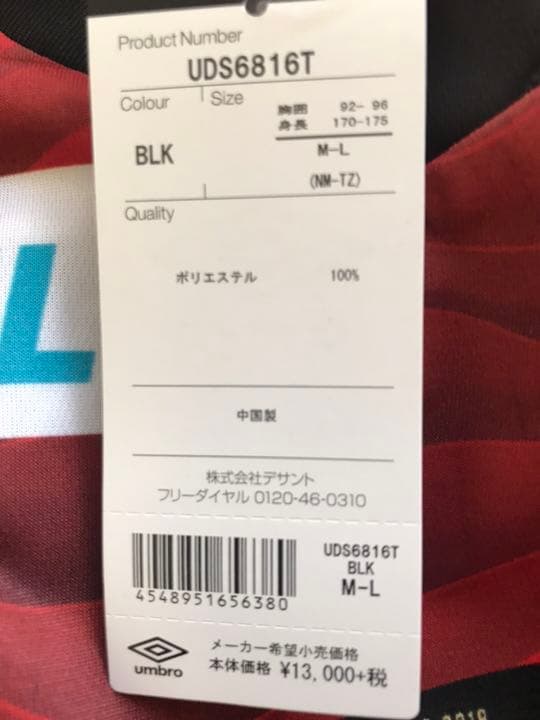 Product Number
UDS6816T
Colour Size
胸囲 92- 96
身長 170-175
BLK
M-L
(NM-TZ)
Quality
ポリエステル 100%
L
中国製
株式会社デサント
フリーダイヤル 0120-46-0310
UDS6816T
BLK
M-L
4548951656380
メーカー希望小売価格
本体価格 ¥13,000+税
umbro